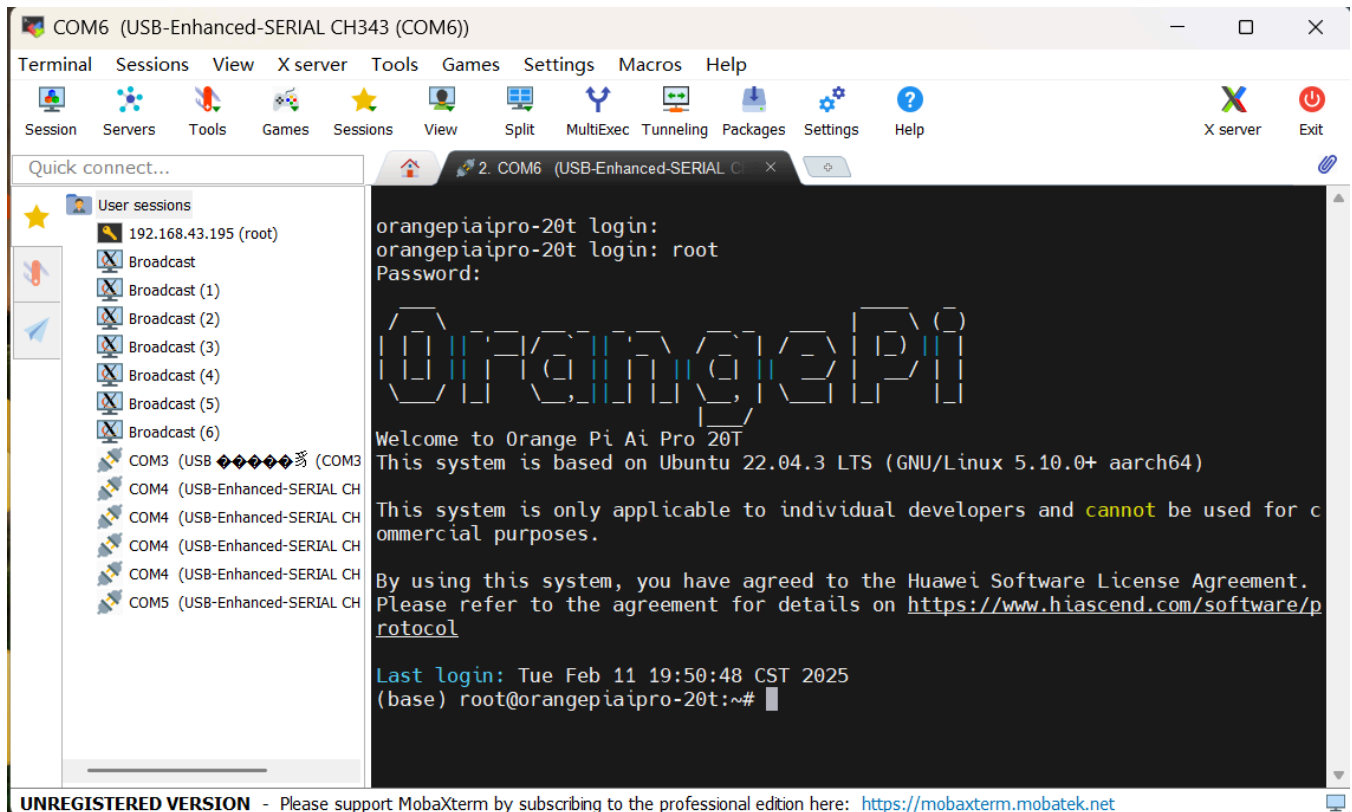 COM6 (USB-Enhanced-SERIAL CH343 (COM6))
Terminal Sessions View X server Tools Games Settings Macros Help
Session Servers Tools Games Sessions View Split MultiExec Tunneling Packages Settings Help X server Exit
Quick connect...
2. COM6 (USB-Enhanced-SERIAL C
User sessions
192.168.43.195 (root)
Broadcast
Broadcast (1)
Broadcast (2)
Broadcast (3)
Broadcast (4)
Broadcast (5)
Broadcast (6)
COM3 (USB (COM3
COM4 (USB-Enhanced-SERIAL CH
COM4 (USB-Enhanced-SERIAL CH
COM4 (USB-Enhanced-SERIAL CH
COM4 (USB-Enhanced-SERIAL CH
COM5 (USB-Enhanced-SERIAL CH
orangepiaipro-20t login:
orangepiaipro-20t login: root
Password:
OrangePi
Welcome to Orange Pi Ai Pro 20T
This system is based on Ubuntu 22.04.3 LTS (GNU/Linux 5.10.0+ aarch64)
This system is only applicable to individual developers and cannot be used for c
ommercial purposes.
By using this system, you have agreed to the Huawei Software License Agreement.
Please refer to the agreement for details on https://www.hiascend.com/software/p
rotocol
Last login: Tue Feb 11 19:50:48 CST 2025
(base) root@orangepiaipro-20t:~#
UNREGISTERED VERSION - Please support MobaXterm by subscribing to the professional edition here: https://mobaxterm.mobatek.net